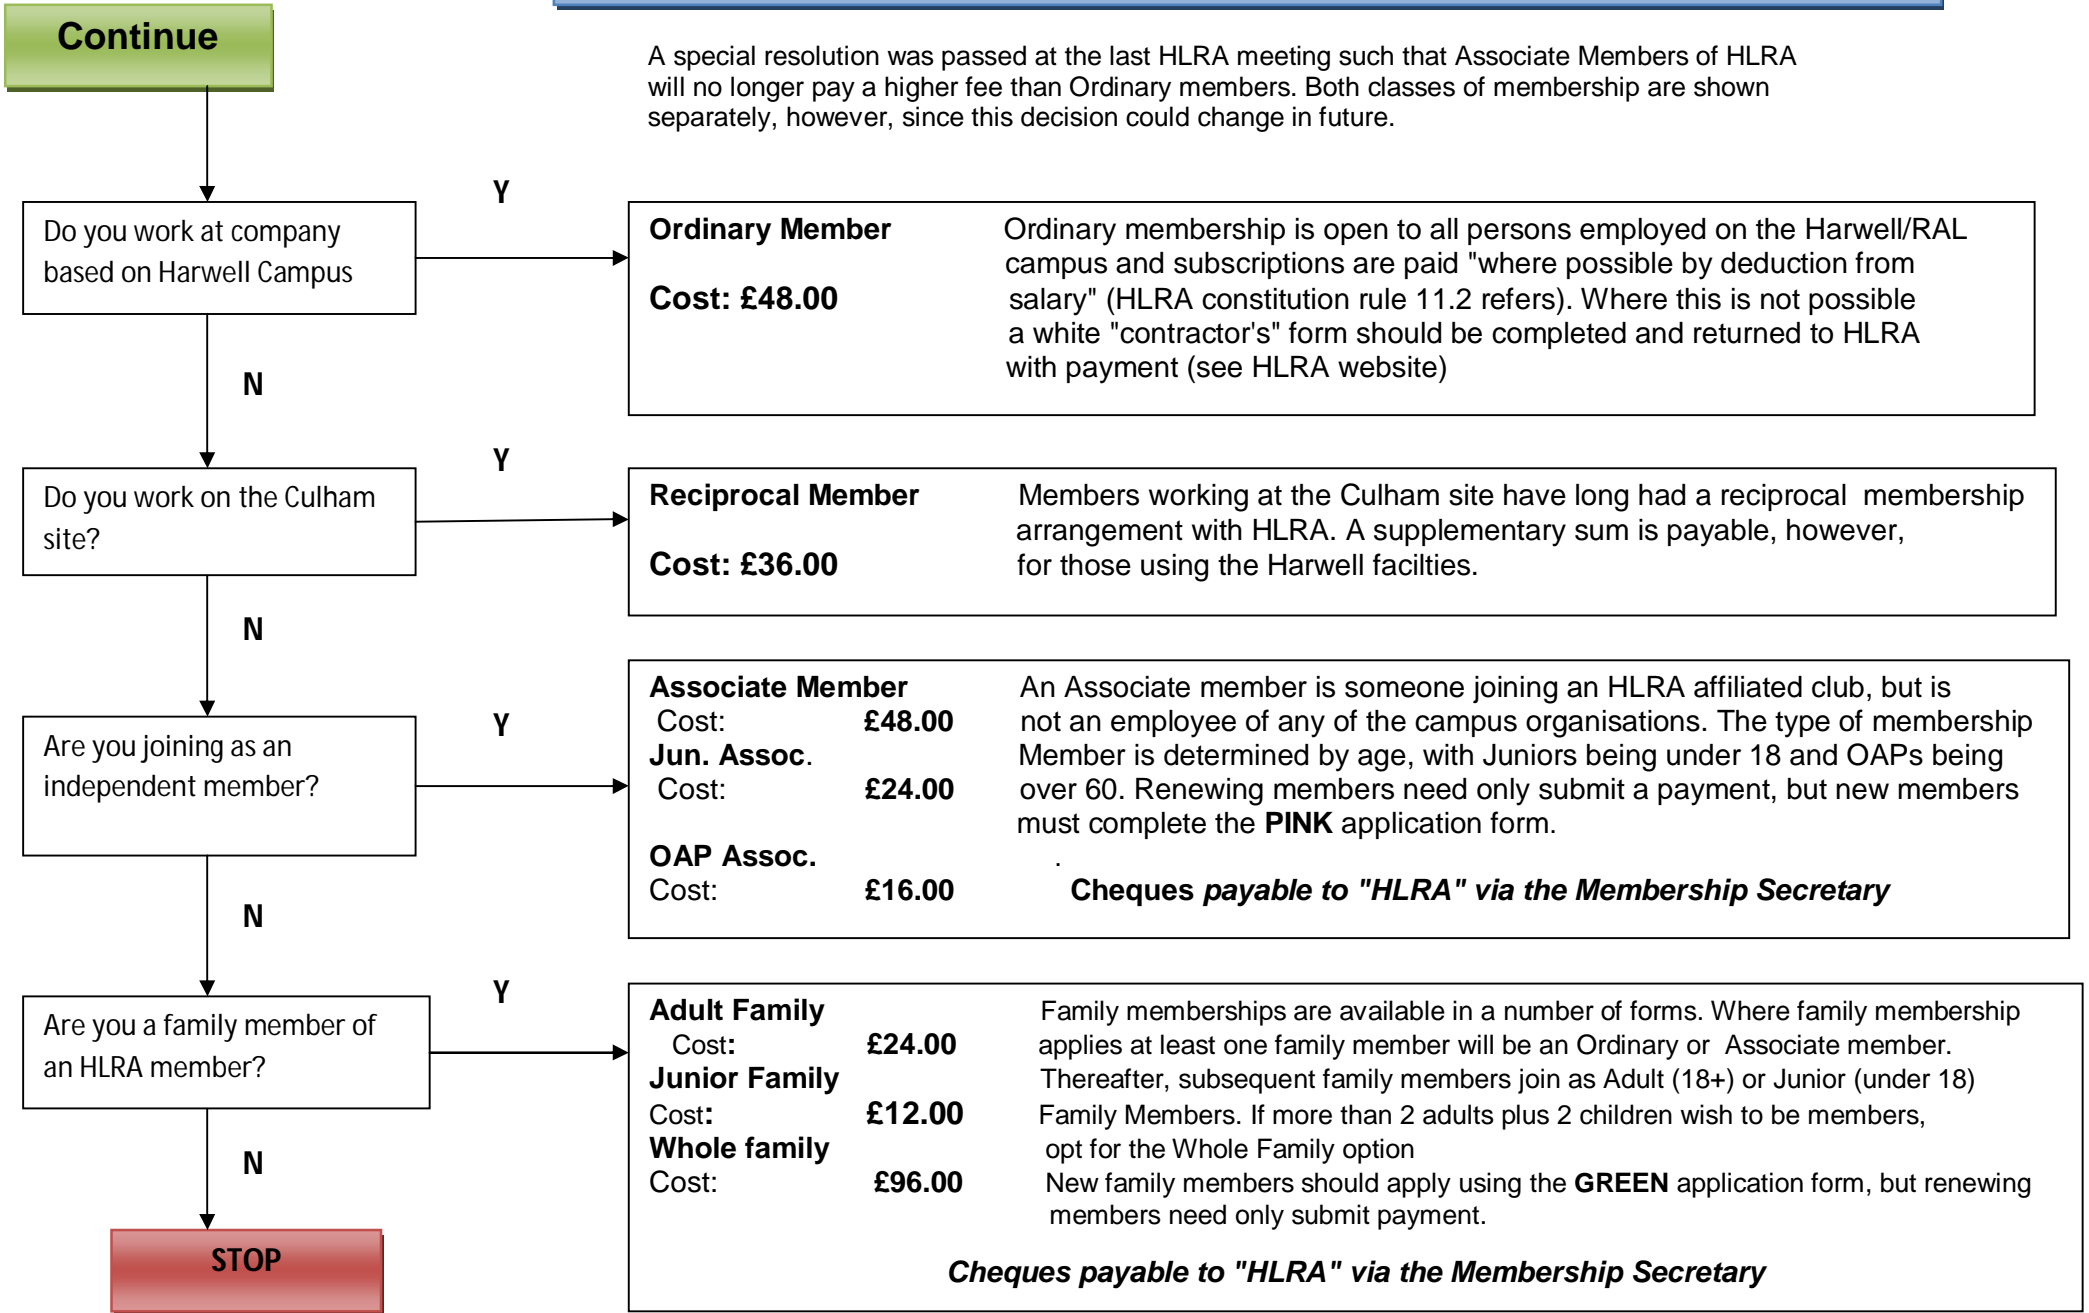 Continue
A special resolution was passed at the last HLRA meeting such that Associate Members of HLRA
will no longer pay a higher fee than Ordinary members. Both classes of membership are shown
separately, however, since this decision could change in future.
Y
Do you work at company
based on Harwell Campus
Ordinary Member Ordinary membership is open to all persons employed on the Harwell/RAL
campus and subscriptions are paid "where possible by deduction from
Cost: £48.00 salary" (HLRA constitution rule 11.2 refers). Where this is not possible
a white "contractor's" form should be completed and returned to HLRA
with payment (see HLRA website)
N
Y
Do you work on the Culham
site?
Reciprocal Member Members working at the Culham site have long had a reciprocal membership
arrangement with HLRA. A supplementary sum is payable, however,
Cost: £36.00 for those using the Harwell facilties.
N
Y
Are you joining as an
independent member?
Associate Member An Associate member is someone joining an HLRA affiliated club, but is
Cost: £48.00 not an employee of any of the campus organisations. The type of membership
Jun. Assoc. Member is determined by age, with Juniors being under 18 and OAPs being
Cost: £24.00 over 60. Renewing members need only submit a payment, but new members
must complete the PINK application form.
OAP Assoc. .
Cost: £16.00 Cheques payable to "HLRA" via the Membership Secretary
N
Y
Are you a family member of
an HLRA member?
Adult Family Family memberships are available in a number of forms. Where family membership
Cost: £24.00 applies at least one family member will be an Ordinary or Associate member.
Junior Family Thereafter, subsequent family members join as Adult (18+) or Junior (under 18)
Cost: £12.00 Family Members. If more than 2 adults plus 2 children wish to be members,
Whole family opt for the Whole Family option
Cost: £96.00 New family members should apply using the GREEN application form, but renewing
members need only submit payment.
Cheques payable to "HLRA" via the Membership Secretary
N
STOP